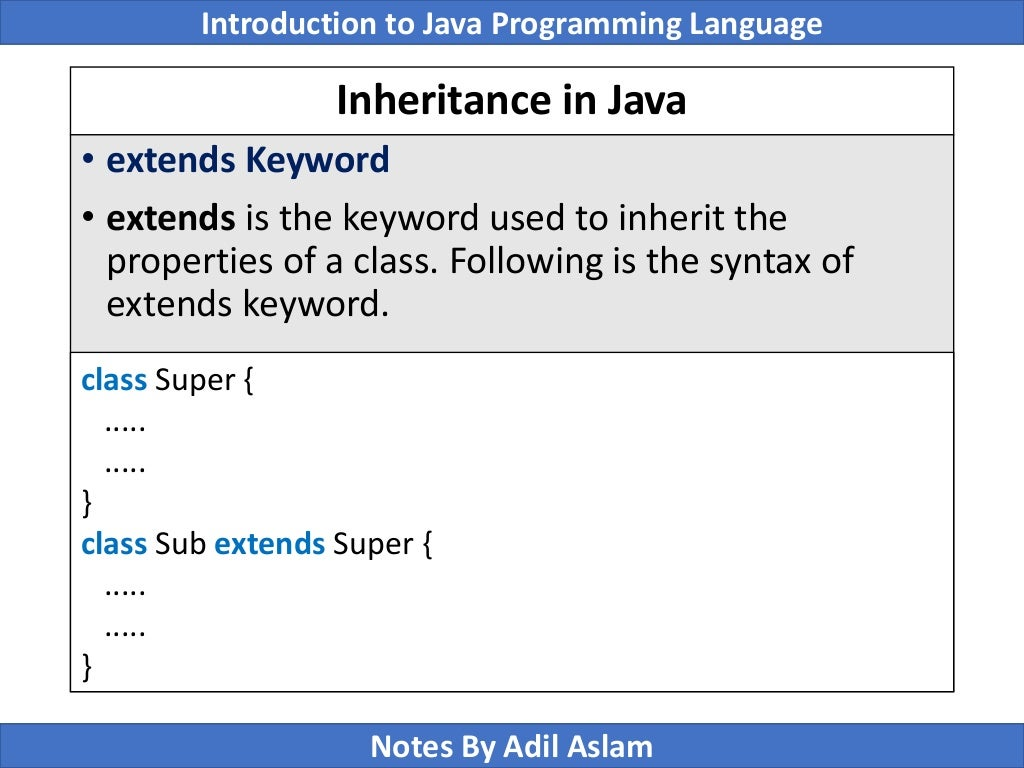 Introduction to Java Programming Language
Inheritance in Java
• extends Keyword
• extends is the keyword used to inherit the
properties of a class. Following is the syntax of
extends keyword.
class Super {
.....
.....
}
class Sub extends Super {
.....
.....
}
Notes By Adil Aslam